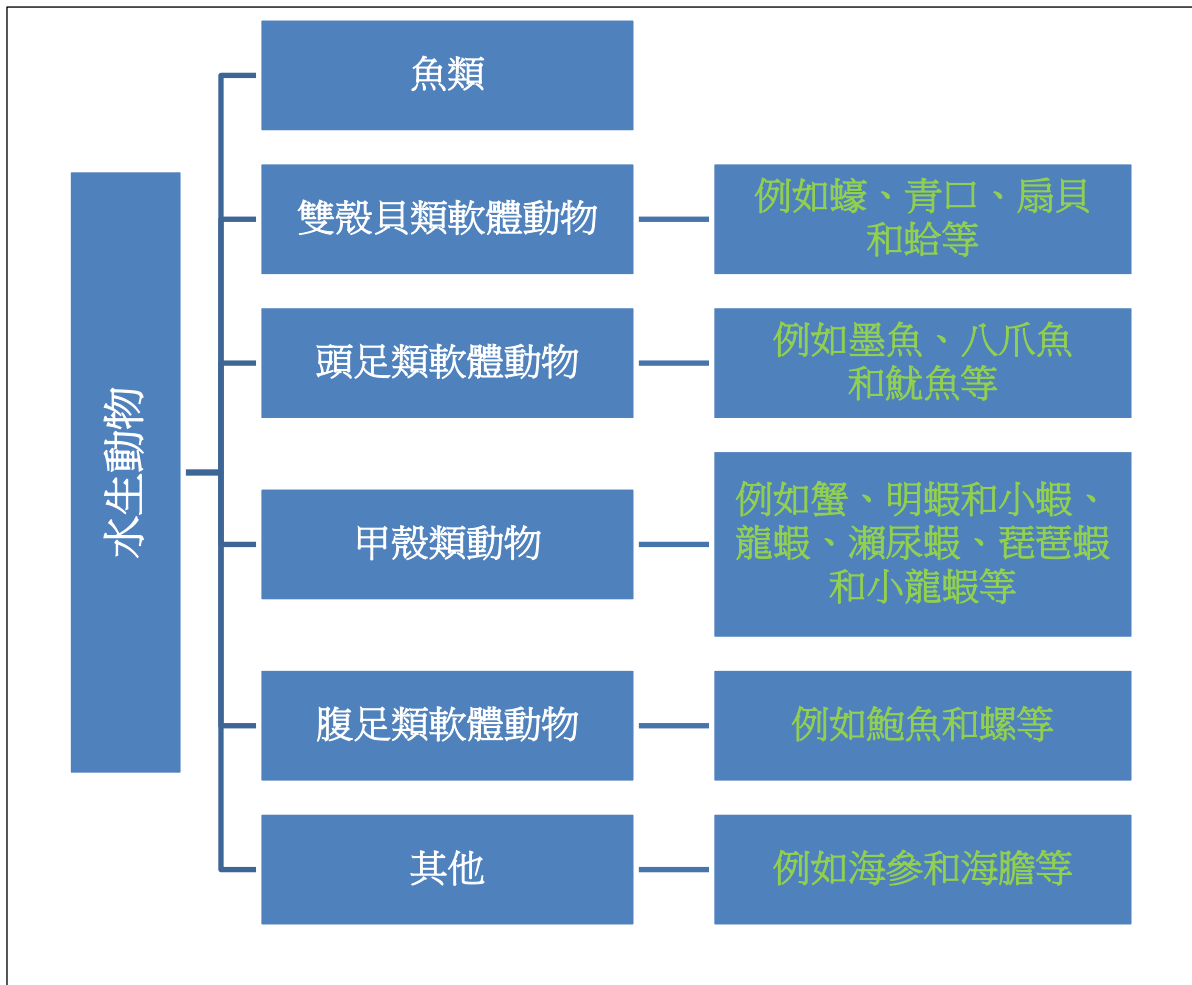 水生動物
魚類
雙殼貝類軟體動物
例如蠔、青口、扇貝
和蛤等
頭足類軟體動物
例如墨魚、八爪魚
和魷魚等
甲殼類動物
例如蟹、明蝦和小蝦、
龍蝦、瀨尿蝦、琵琶蝦
和小龍蝦等
腹足類軟體動物
例如鮑魚和螺等
其他
例如海參和海膽等